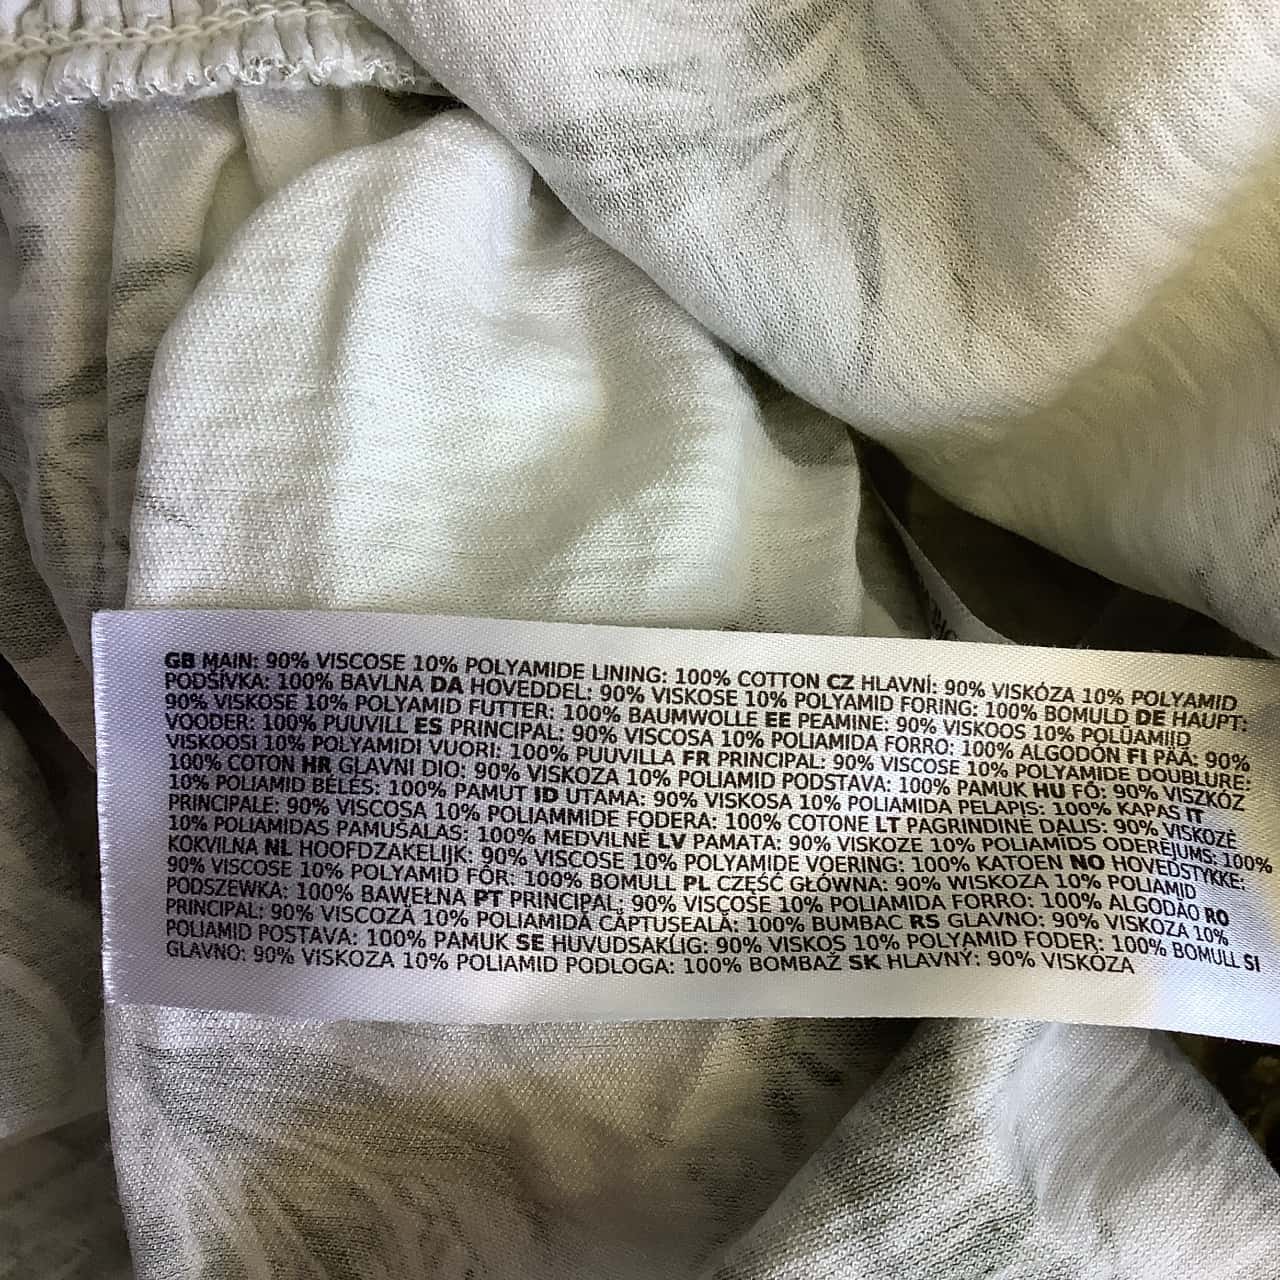 GB MAIN: 90% VISCOSE 10% POLYAMIDE LINING: 100% COTTON CZ HLAVNÍ: 90% VISKÓZA 10% POLYAMID
PODŠÍVKA: 100% BAVLNA DA HOVEDDEL: 90% VISKOSE 10% POLYAMID FORING: 100% BOMULD DE HAUPT:
90% VISKOSE 10% POLYAMID FUTTER: 100% BAUMWOLLE EE PEAMINE: 90% VISKOOS 10% POLÜAMIID
VOODER: 100% PUUVILL ES PRINCIPAL: 90% VISCOSA 10% POLIAMIDA FORRO: 100% ALGODÓN FI PÄÄ: 90%
VISKOOSI 10% POLYAMIDI VUORI: 100% PUUVILLA FR PRINCIPAL: 90% VISCOSE 10% POLYAMIDE DOUBLURE:
100% COTON HR GLAVNI DIO: 90% VISKOZA 10% POLIAMID PODSTAVA: 100% PAMUK HU FŐ: 90% VISZKÓZ
10% POLIAMID BÉLÉS: 100% PAMUT ID UTAMA: 90% VISKOSA 10% POLIAMIDA PELAPIS: 100% KAPAS IT
PRINCIPALE: 90% VISCOSA 10% POLIAMMIDE FODERA: 100% COTONE LT PAGRINDINĖ DALIS: 90% VISKOZĖ
10% POLIAMIDAS PAMUŠALAS: 100% MEDVILNĖ LV PAMATA: 90% VISKOZE 10% POLIAMĪDS ODERĒJUMS: 100%
KOKVILNA NL HOOFDZAKELIJK: 90% VISCOSE 10% POLYAMIDE VOERING: 100% KATOEN NO HOVEDSTYKKE:
90% VISCOSE 10% POLYAMID FÔR: 100% BOMULL PL CZĘŚĆ GŁÓWNA: 90% WISKOZA 10% POLIAMID
PODSZEWKA: 100% BAWEŁNA PT PRINCIPAL: 90% VISCOSE 10% POLIAMIDA FORRO: 100% ALGODÃO RO
PRINCIPAL: 90% VISCOZĂ 10% POLIAMIDĂ CĂPTUȘEALĂ: 100% BUMBAC RS GLAVNO: 90% VISKOZA 10%
POLIAMID POSTAVA: 100% PAMUK SE HUVUDSAKLIG: 90% VISKOS 10% POLYAMID FODER: 100% BOMULL SI
GLAVNO: 90% VISKOZA 10% POLIAMID PODLOGA: 100% BOMBAŽ SK HLAVNÝ: 90% VISKÓZA